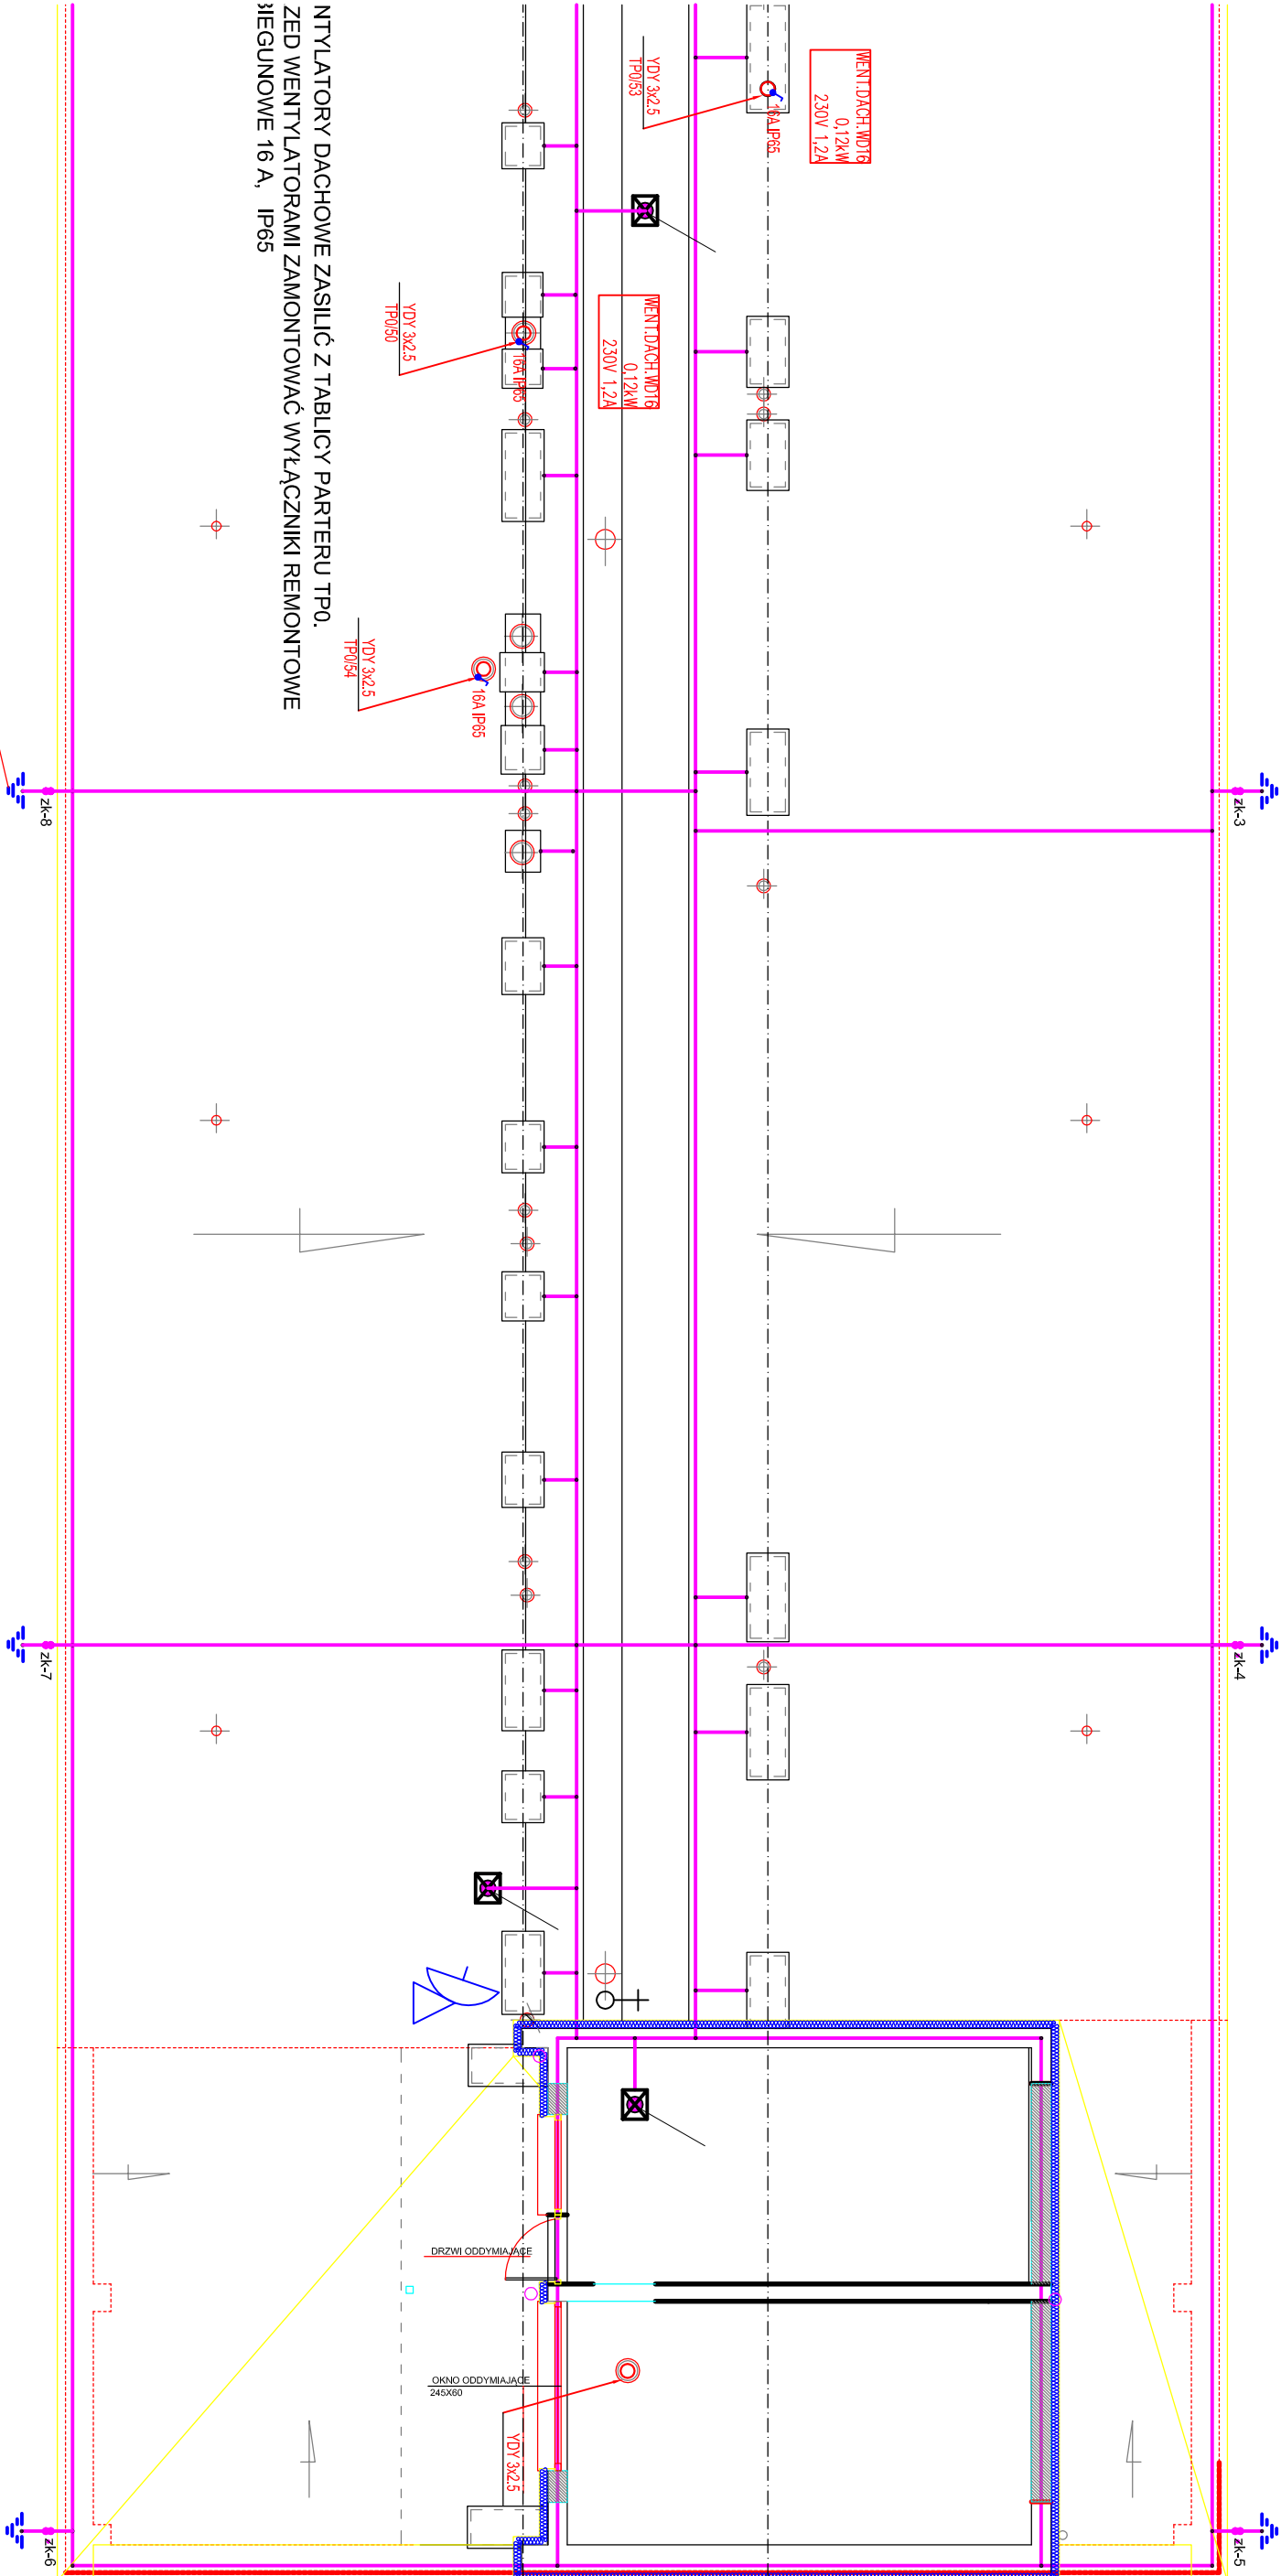 WENT.DACH.WD16
0,12kW
230V 1,2A
16A IP65
YDY 3x2.5
TP0/53
WENT.DACH.WD16
0,12kW
230V 1,2A
16A IP65
YDY 3x2.5
TP0/50
NTYLATORY DACHOWE ZASILIĆ Z TABLICY PARTERU TP0.
ZED WENTYLATORAMI ZAMONTOWAĆ WYŁĄCZNIKI REMONTOWE
BIEGUNOWE 16 A, IP65
16A IP65
YDY 3x2.5
TP0/54
zk-3
zk-8
zk-4
zk-7
DRZWI ODDYMIAJĄCE
OKNO ODDYMIAJĄCE
245X60
YDY 3x2.5
zk-5
zk-6